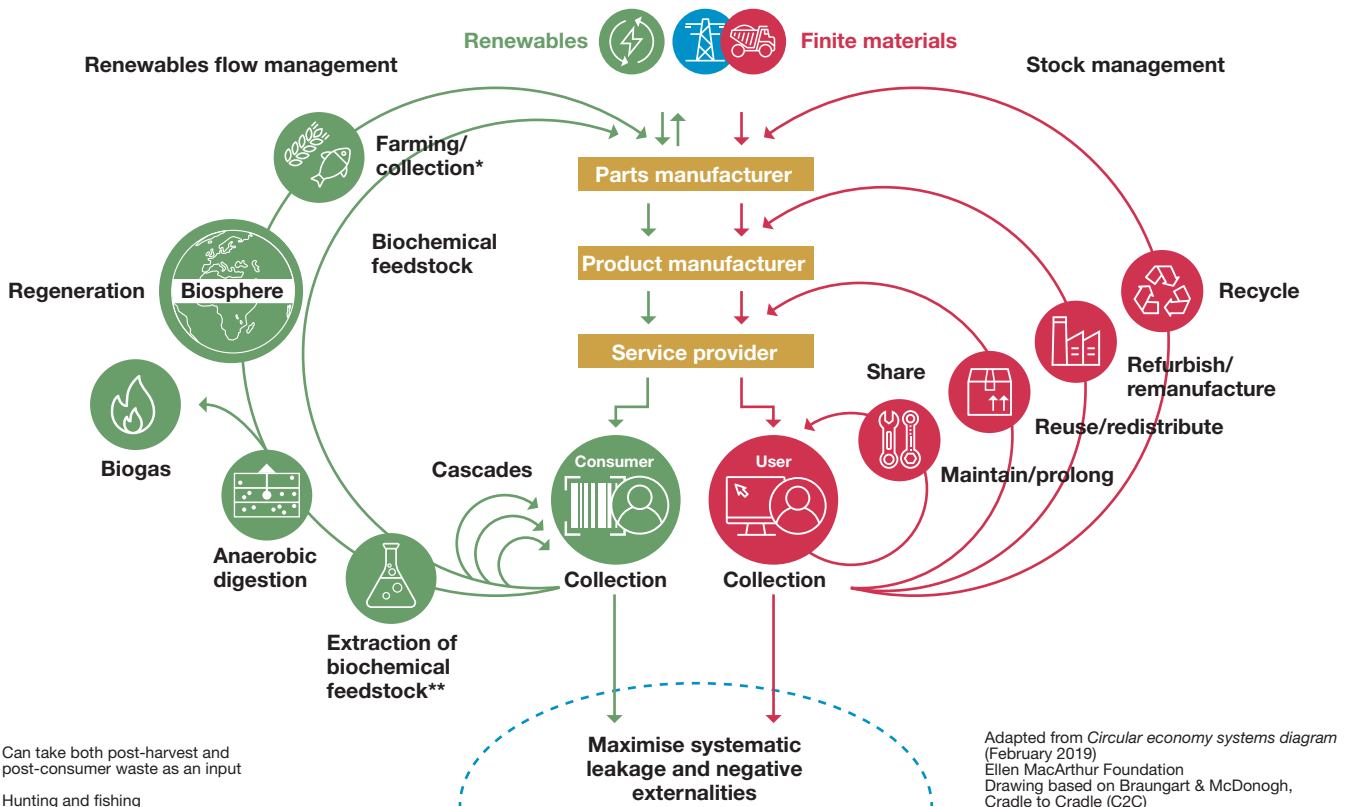 Renewables
Finite materials
Renewables flow management
Stock management
Farming/
collection*
Parts manufacturer
Biochemical
feedstock
Product manufacturer
Regeneration
Biosphere
Recycle
Service provider
Share
Refurbish/
remanufacture
Reuse/redistribute
Biogas
Cascades
Consumer
User
Maintain/prolong
Anaerobic
digestion
Collection
Collection
Extraction of
biochemical
feedstock**
Maximise systematic
leakage and negative
externalities
Can take both post-harvest and
post-consumer waste as an input
Hunting and fishing
Adapted from Circular economy systems diagram
(February 2019)
Ellen MacArthur Foundation
Drawing based on Braungart & McDonogh,
Cradle to Cradle (C2C)